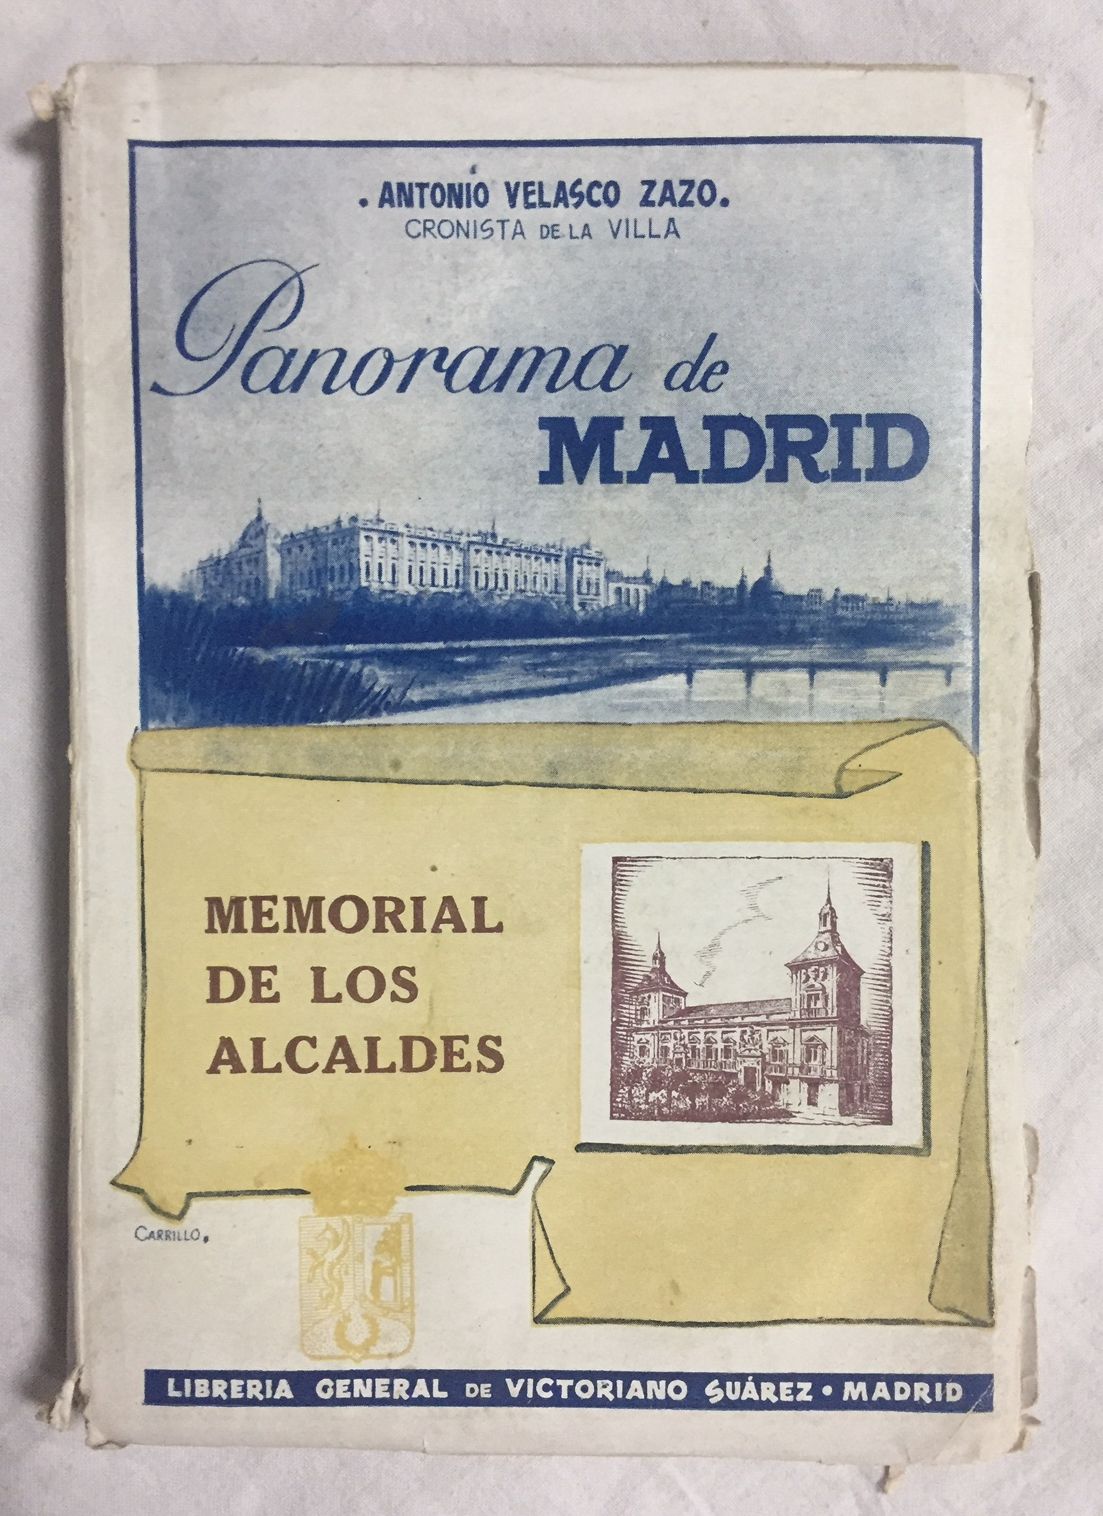 . ANTONIO VELASCO ZAZO.
CRONISTA DE LA VILLA
Panorama de
MADRID
MEMORIAL
DE LOS
ALCALDES
CARRILLO.
LIBRERIA GENERAL DE VICTORIANO SUÁREZ • MADRID